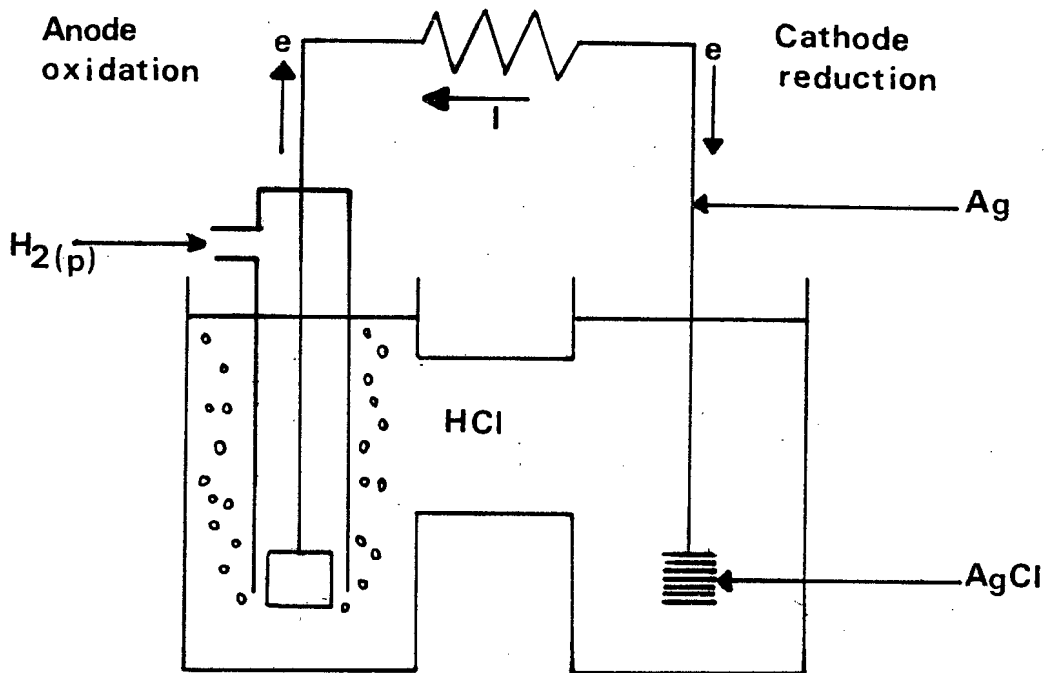 Anode
oxidation
e
I
e
Cathode
reduction
Ag
H2(p)
HCl
AgCl